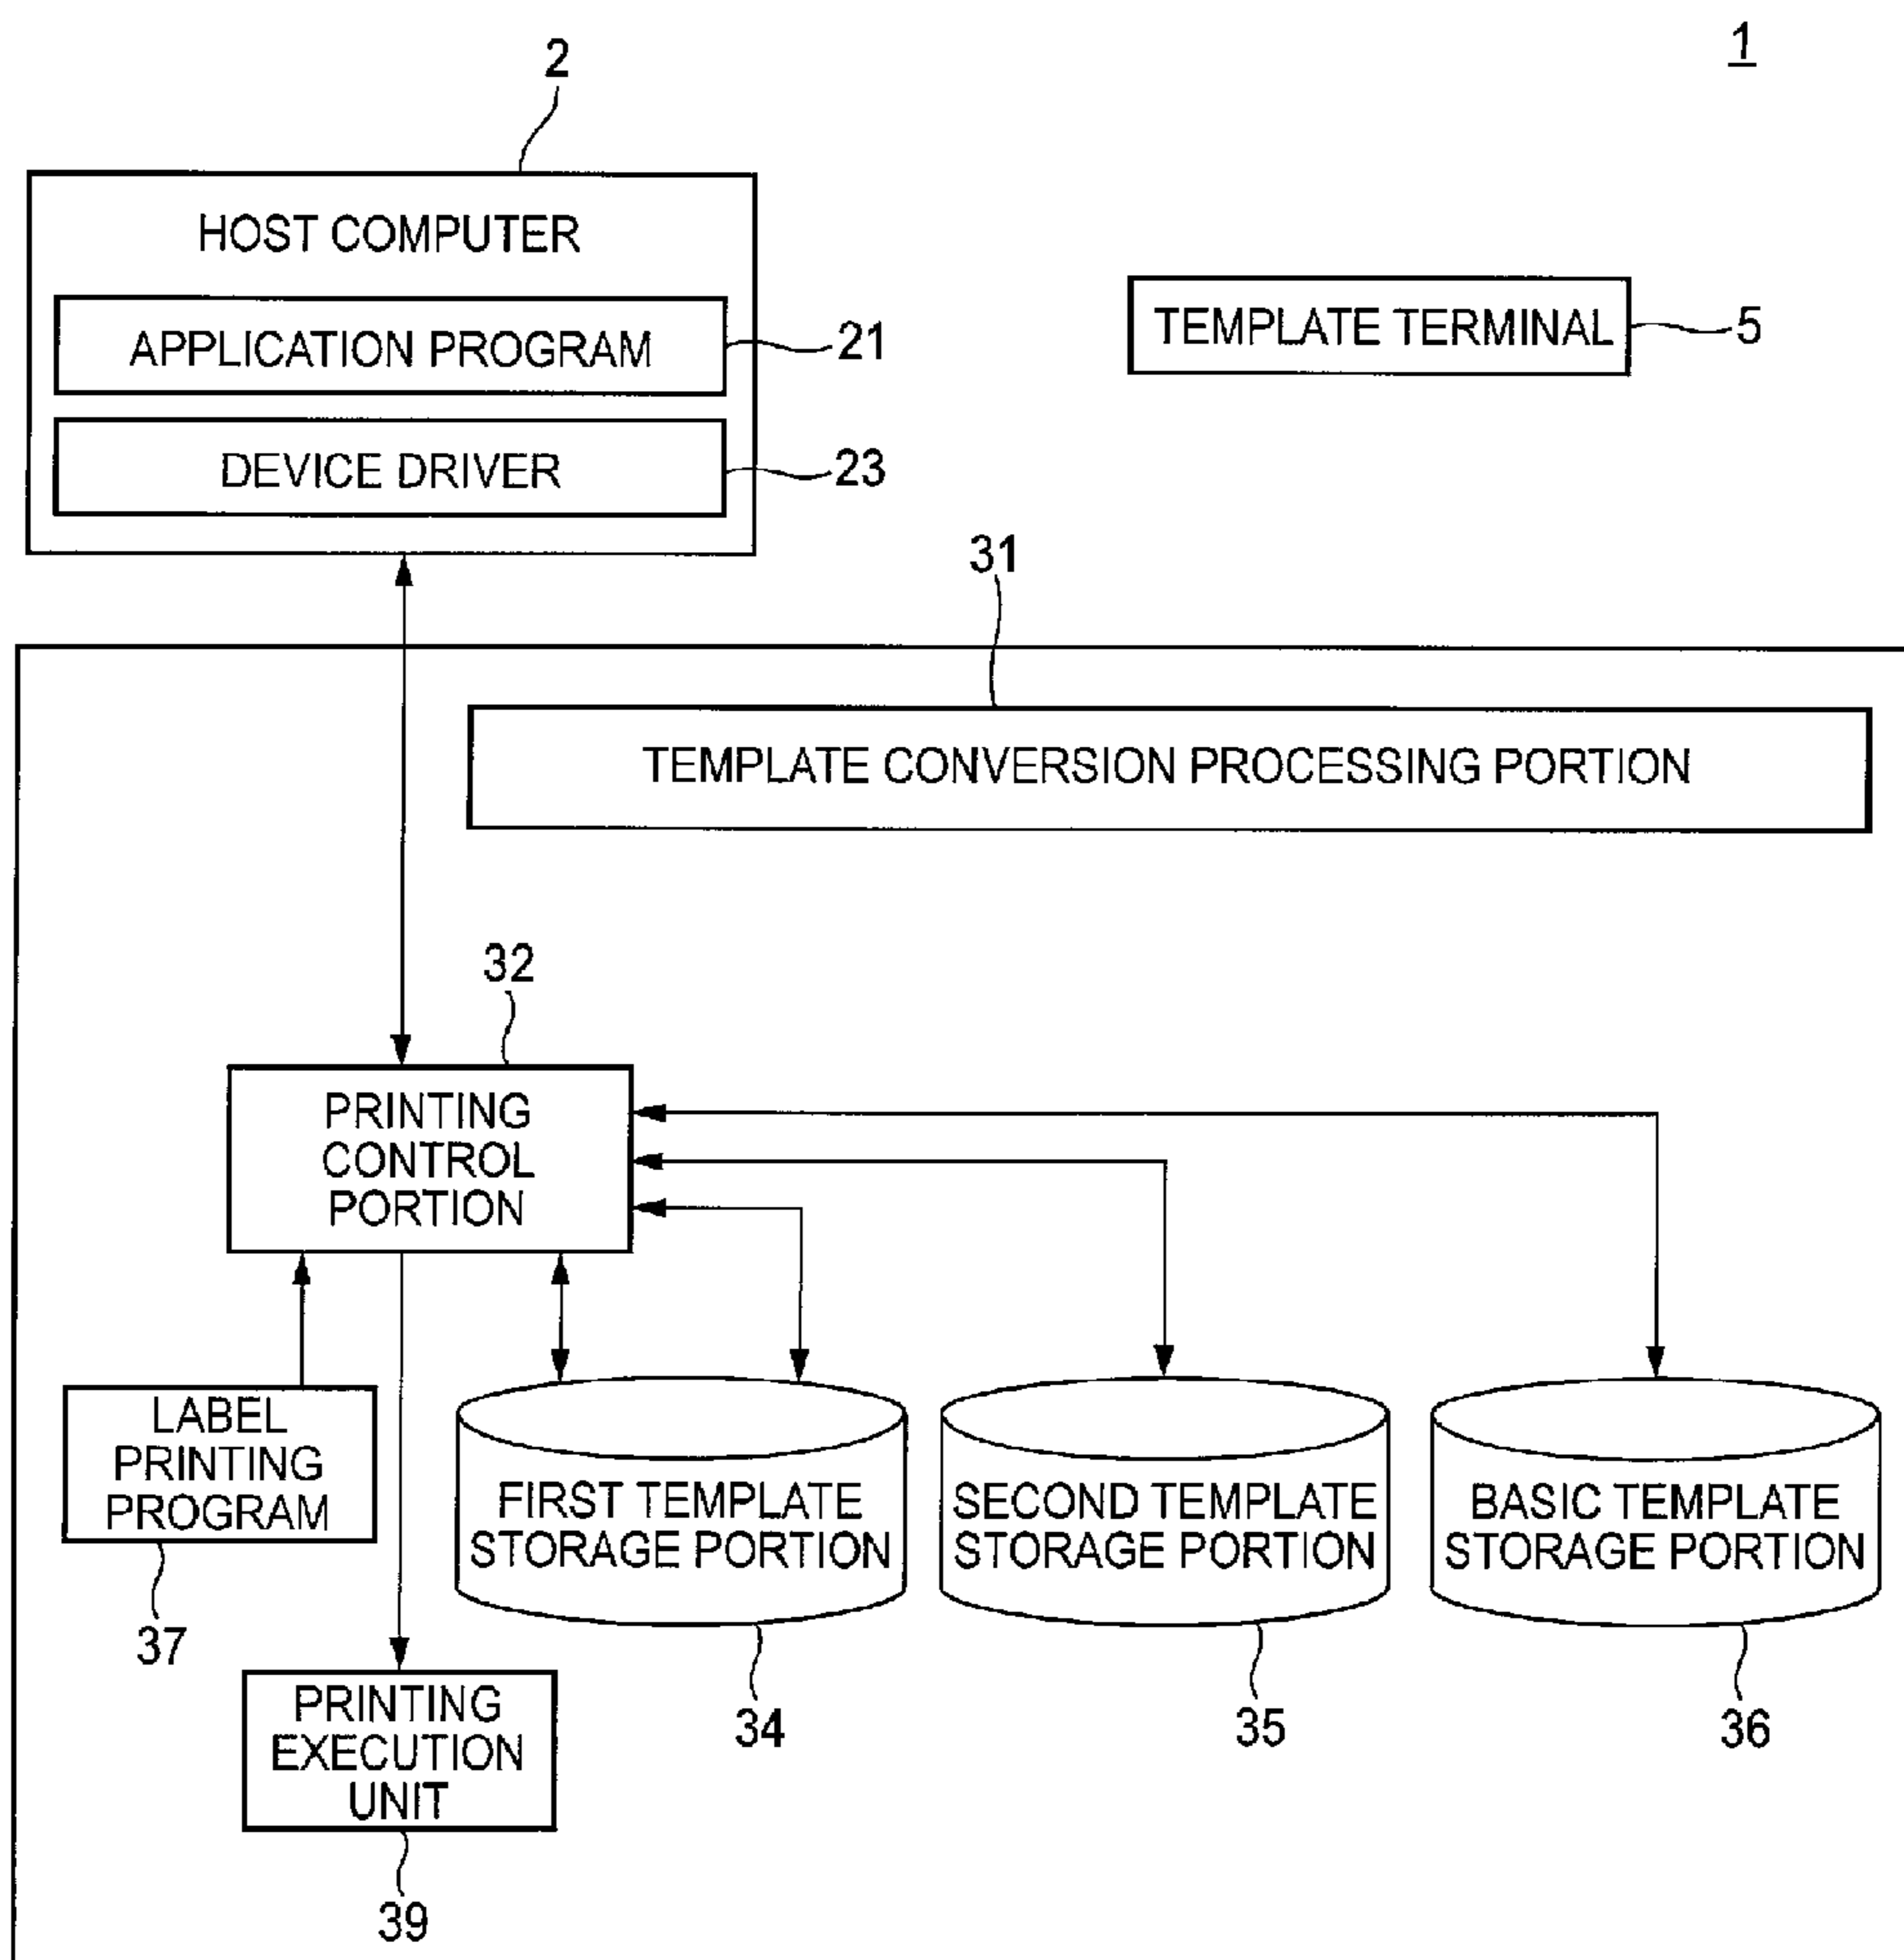 1
2
HOST COMPUTER
APPLICATION PROGRAM
21
DEVICE DRIVER
23
TEMPLATE TERMINAL
5
31
TEMPLATE CONVERSION PROCESSING PORTION
32
PRINTING
CONTROL
PORTION
LABEL
PRINTING
PROGRAM
37
FIRST TEMPLATE
STORAGE PORTION
34
SECOND TEMPLATE
STORAGE PORTION
35
BASIC TEMPLATE
STORAGE PORTION
36
PRINTING
EXECUTION
UNIT
39